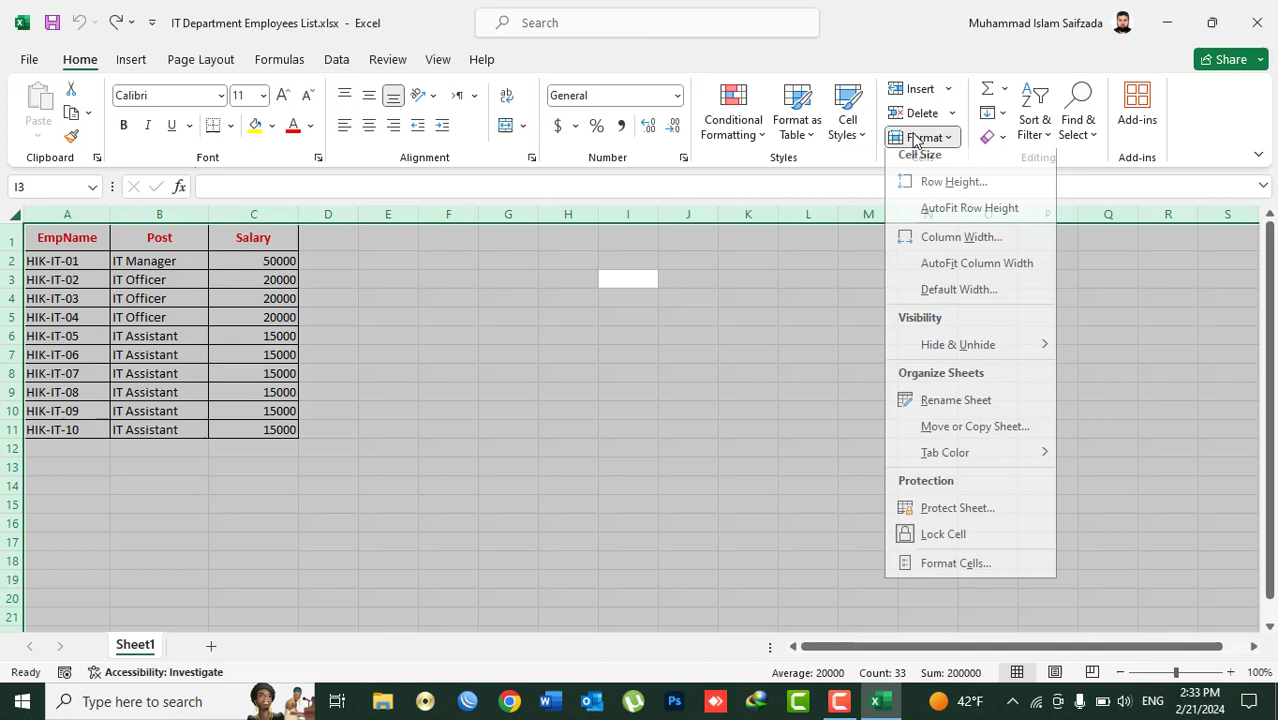 IT Department Employees List.xlsx - Excel
Search
Muhammad Islam Saifzada
File Home Insert Page Layout Formulas Data Review View Help
Share
Paste
Clipboard
Calibri 11
B I U
Font
Alignment
General
$ % ,
Number
Conditional Formatting
Format as Table
Cell Styles
Styles
Insert
Delete
Format
Cells
Sort & Filter
Find & Select
Editing
Add-ins
Add-ins
Cell Size
Row Height...
AutoFit Row Height
Column Width...
AutoFit Column Width
Default Width...
Visibility
Hide & Unhide
Organize Sheets
Rename Sheet
Move or Copy Sheet...
Tab Color
Protection
Protect Sheet...
Lock Cell
Format Cells...
I3 fx
A B C D E F G H I J K L M N O P Q R S
1 EmpName Post Salary
2 HIK-IT-01 IT Manager 50000
3 HIK-IT-02 IT Officer 20000
4 HIK-IT-03 IT Officer 20000
5 HIK-IT-04 IT Officer 20000
6 HIK-IT-05 IT Assistant 15000
7 HIK-IT-06 IT Assistant 15000
8 HIK-IT-07 IT Assistant 15000
9 HIK-IT-08 IT Assistant 15000
10 HIK-IT-09 IT Assistant 15000
11 HIK-IT-10 IT Assistant 15000
12
13
14
15
16
17
18
19
20
21
Sheet1
Ready Accessibility: Investigate Average: 20000 Count: 33 Sum: 200000 100%
Type here to search
42°F ENG
2:33 PM
2/21/2024